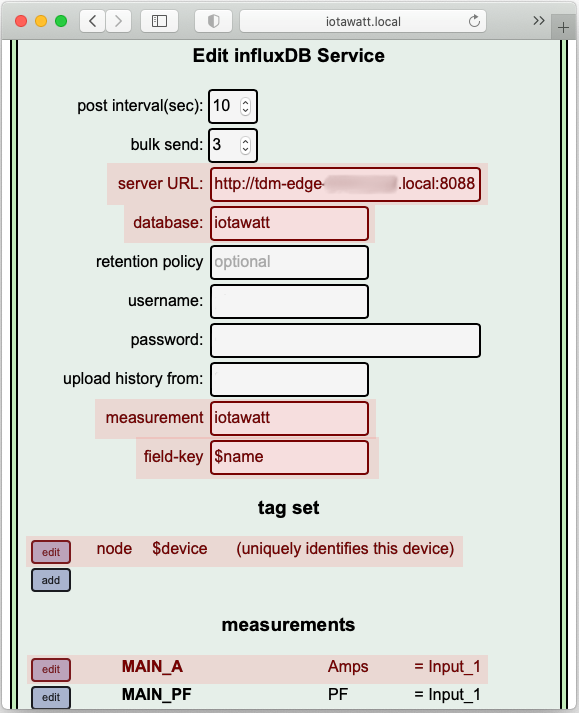 iotawatt.local
Edit influxDB Service
post interval(sec): 10
bulk send: 3
server URL: http://tdm-edge- .local:8088
database: iotawatt
retention policy optional
username:
password:
upload history from:
measurement iotawatt
field-key $name
tag set
edit node $device (uniquely identifies this device)
add
measurements
edit MAIN_A Amps = Input_1
edit MAIN_PF PF = Input_1